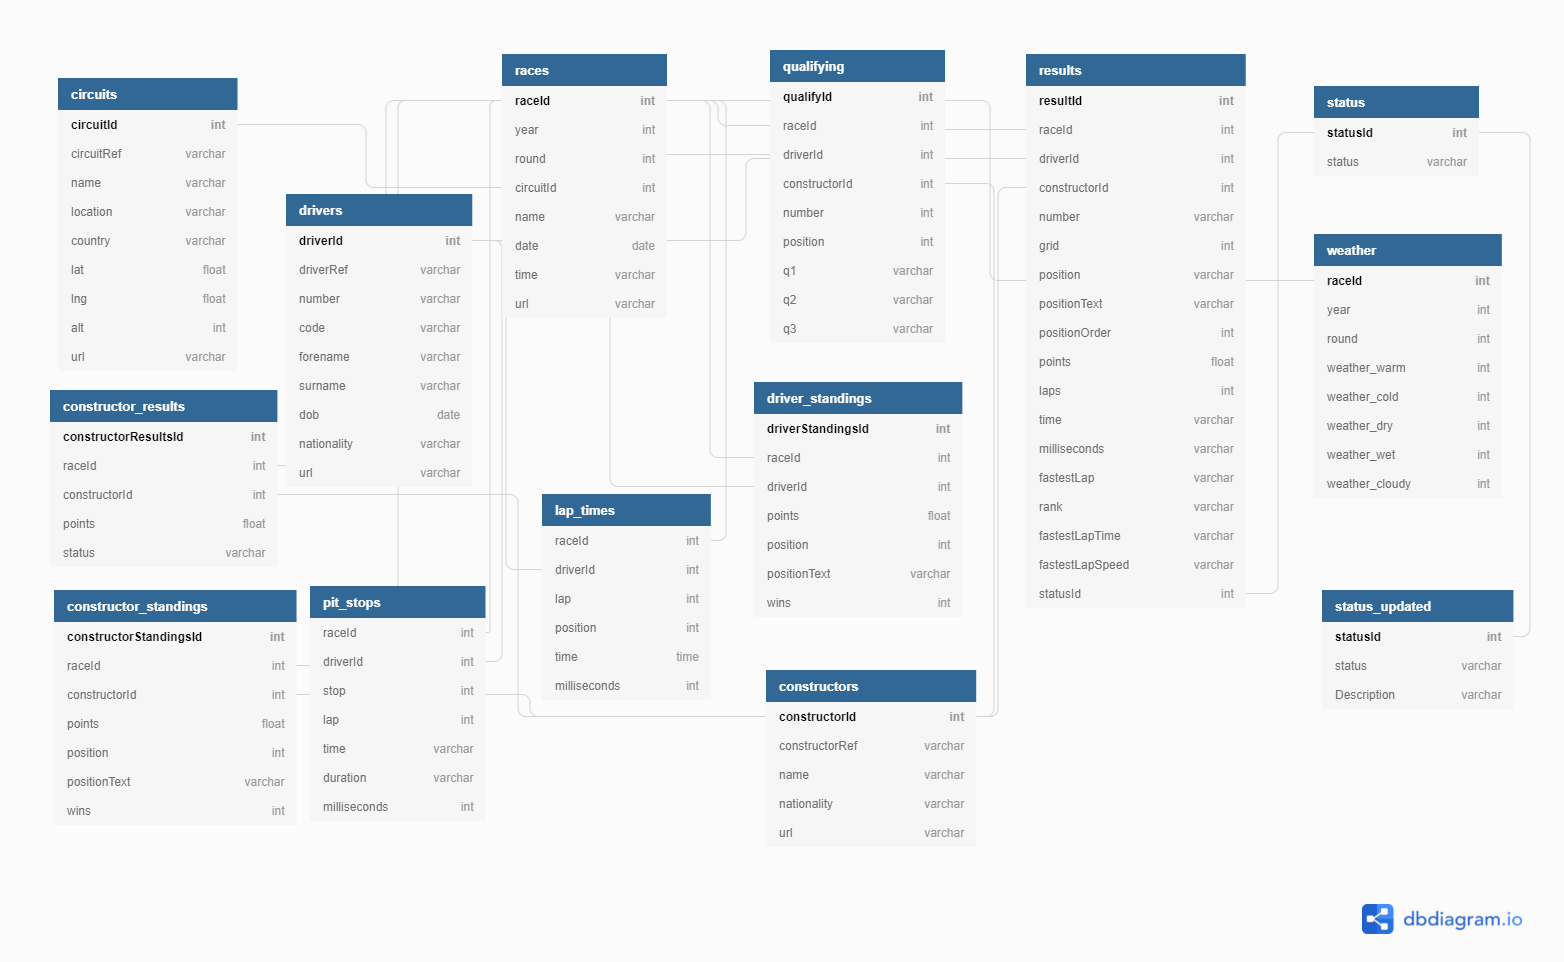 circuits
circuitId int
circuitRef varchar
name varchar
location varchar
country varchar
lat float
lng float
alt int
url varchar
drivers
driverId int
driverRef varchar
number varchar
code varchar
forename varchar
surname varchar
dob date
nationality varchar
url varchar
races
raceId int
year int
round int
circuitId int
name varchar
date date
time varchar
url varchar
qualifying
qualifyId int
raceId int
driverId int
constructorId int
number int
position int
q1 varchar
q2 varchar
q3 varchar
results
resultId int
raceId int
driverId int
constructorId int
number varchar
grid int
position varchar
positionText varchar
positionOrder int
points float
laps int
time varchar
milliseconds varchar
fastestLap varchar
rank varchar
fastestLapTime varchar
fastestLapSpeed varchar
statusId int
status
statusId int
status varchar
weather
raceId int
year int
round int
weather_warm int
weather_cold int
weather_dry int
weather_wet int
weather_cloudy int
constructor_results
constructorResultsId int
raceId int
constructorId int
points float
status varchar
driver_standings
driverStandingsId int
raceId int
driverId int
points float
position int
positionText varchar
wins int
lap_times
raceId int
driverId int
lap int
position int
time time
milliseconds int
constructor_standings
constructorStandingsId int
raceId int
constructorId int
points float
position int
positionText varchar
wins int
pit_stops
raceId int
driverId int
stop int
lap int
time varchar
duration varchar
milliseconds int
constructors
constructorId int
constructorRef varchar
name varchar
nationality varchar
url varchar
status_updated
statusId int
status varchar
Description varchar
dbdiagram.io